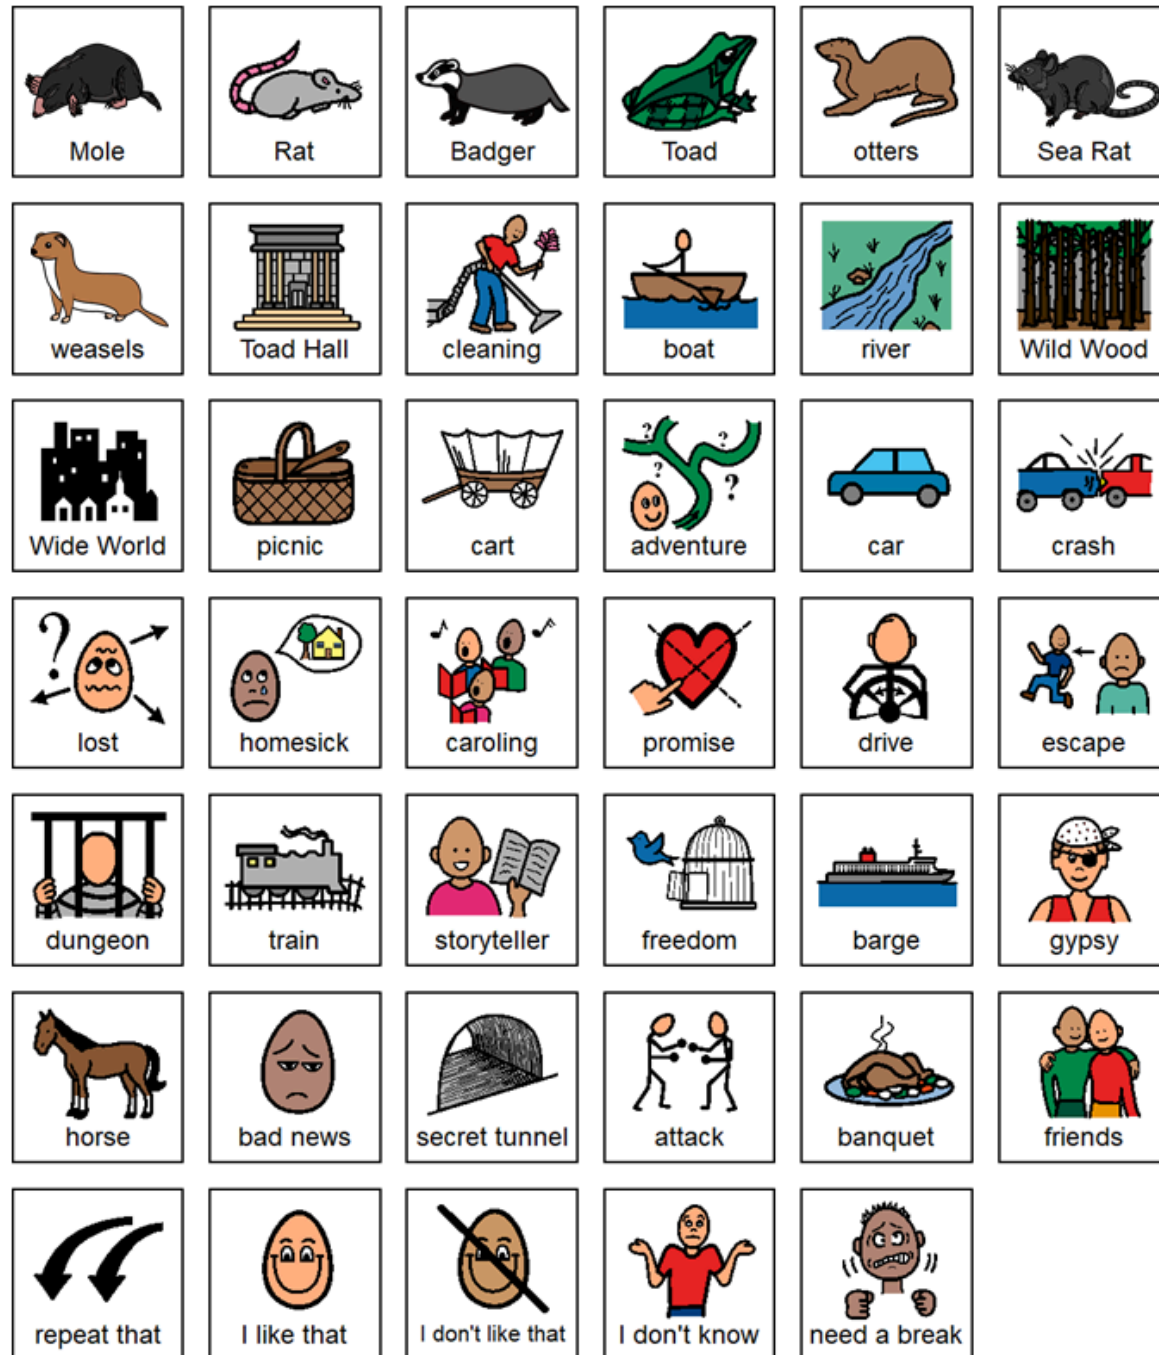 Mole
Rat
Badger
Toad
otters
Sea Rat
weasels
Toad Hall
cleaning
boat
river
Wild Wood
Wide World
picnic
cart
?
?
?
?
adventure
car
crash
?
lost
homesick
caroling
promise
drive
escape
dungeon
train
storyteller
freedom
barge
gypsy
horse
bad news
secret tunnel
attack
banquet
friends
repeat that
I like that
I don't like that
I don't know
need a break